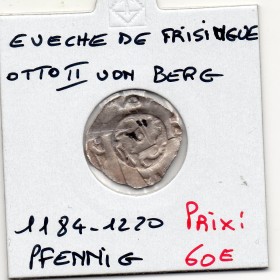 EVECHE DE FRISINGUE
OTTO II VON BERG
1184-1220 PRIX:
PFENNIG 60E